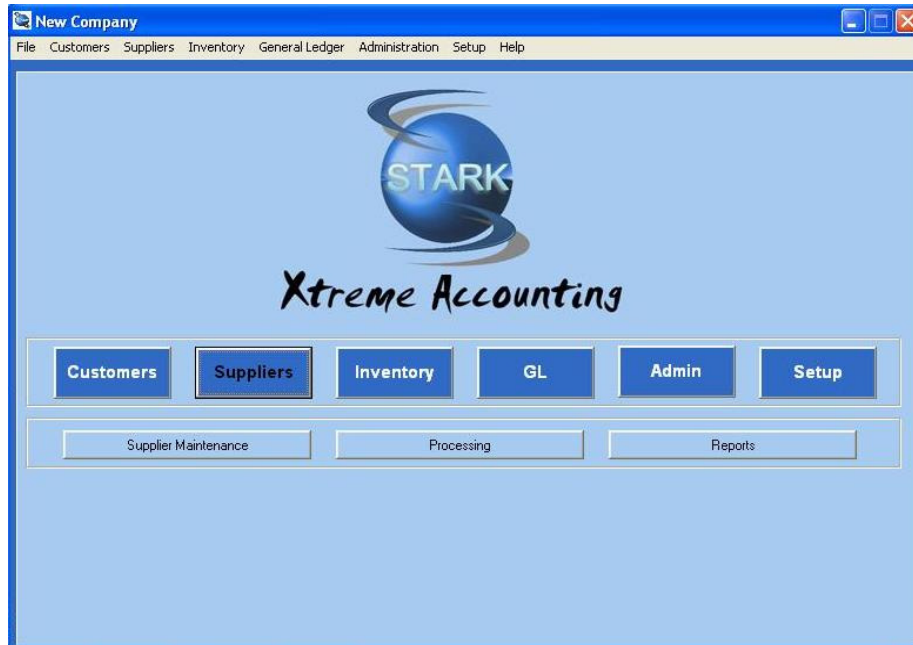 New Company
File Customers Suppliers Inventory General Ledger Administration Setup Help
STARK
Xtreme Accounting
Customers Suppliers Inventory GL Admin Setup
Supplier Maintenance Processing Reports